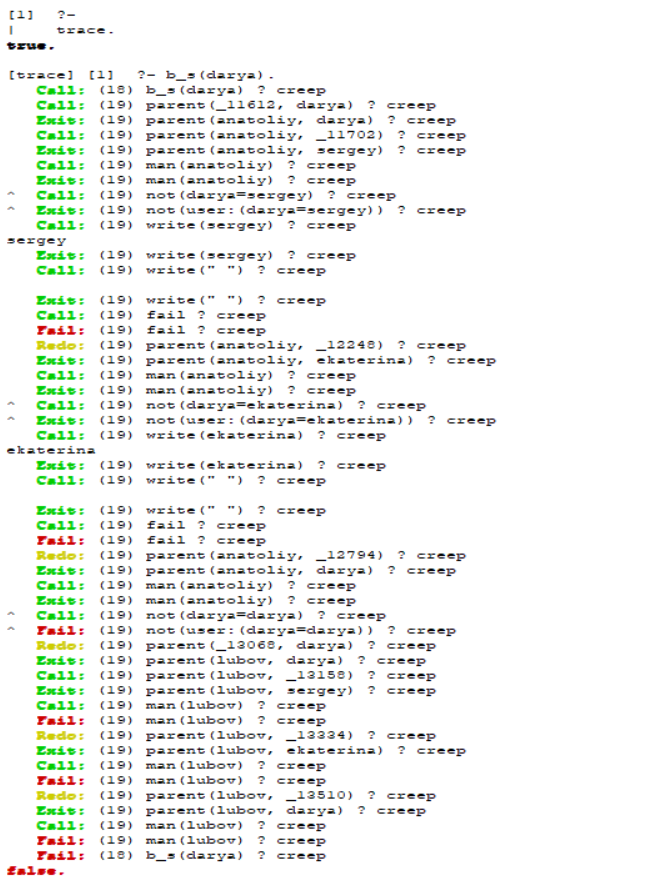 [1]  ?-
|    trace.
true.
[trace] [1]  ?- b_s(darya).
   Call: (18) b_s(darya) ? creep
   Call: (19) parent(_11612, darya) ? creep
   Exit: (19) parent(anatoliy, darya) ? creep
   Call: (19) parent(anatoliy, _11702) ? creep
   Exit: (19) parent(anatoliy, sergey) ? creep
   Call: (19) man(anatoliy) ? creep
   Exit: (19) man(anatoliy) ? creep
^  Call: (19) not(darya=sergey) ? creep
^  Exit: (19) not(user:(darya=sergey)) ? creep
   Call: (19) write(sergey) ? creep
sergey
   Exit: (19) write(sergey) ? creep
   Call: (19) write(" ") ? creep
   Exit: (19) write(" ") ? creep
   Call: (19) fail ? creep
   Fail: (19) fail ? creep
   Redo: (19) parent(anatoliy, _12248) ? creep
   Exit: (19) parent(anatoliy, ekaterina) ? creep
   Call: (19) man(anatoliy) ? creep
   Exit: (19) man(anatoliy) ? creep
^  Call: (19) not(darya=ekaterina) ? creep
^  Exit: (19) not(user:(darya=ekaterina)) ? creep
   Call: (19) write(ekaterina) ? creep
ekaterina
   Exit: (19) write(ekaterina) ? creep
   Call: (19) write(" ") ? creep
   Exit: (19) write(" ") ? creep
   Call: (19) fail ? creep
   Fail: (19) fail ? creep
   Redo: (19) parent(anatoliy, _12794) ? creep
   Exit: (19) parent(anatoliy, darya) ? creep
   Call: (19) man(anatoliy) ? creep
   Exit: (19) man(anatoliy) ? creep
^  Call: (19) not(darya=darya) ? creep
^  Fail: (19) not(user:(darya=darya)) ? creep
   Redo: (19) parent(_13068, darya) ? creep
   Exit: (19) parent(lubov, darya) ? creep
   Call: (19) parent(lubov, _13158) ? creep
   Exit: (19) parent(lubov, sergey) ? creep
   Call: (19) man(lubov) ? creep
   Fail: (19) man(lubov) ? creep
   Redo: (19) parent(lubov, _13334) ? creep
   Exit: (19) parent(lubov, ekaterina) ? creep
   Call: (19) man(lubov) ? creep
   Fail: (19) man(lubov) ? creep
   Redo: (19) parent(lubov, _13510) ? creep
   Exit: (19) parent(lubov, darya) ? creep
   Call: (19) man(lubov) ? creep
   Fail: (19) man(lubov) ? creep
   Fail: (18) b_s(darya) ? creep
false.